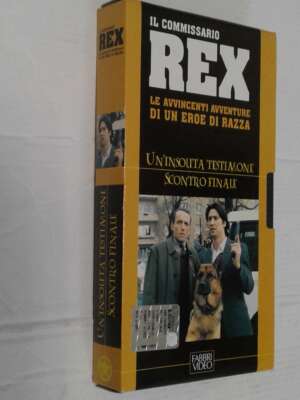 IL COMMISSARIO
REX
LE AVVINCENTI AVVENTURE
DI UN EROE DI RAZZA
UN'INSOLITA TESTIMONE
SCONTRO FINALE
FABBRI
VIDEO
REX
UN'INSOLITA TESTIMONE
SCONTRO FINALE